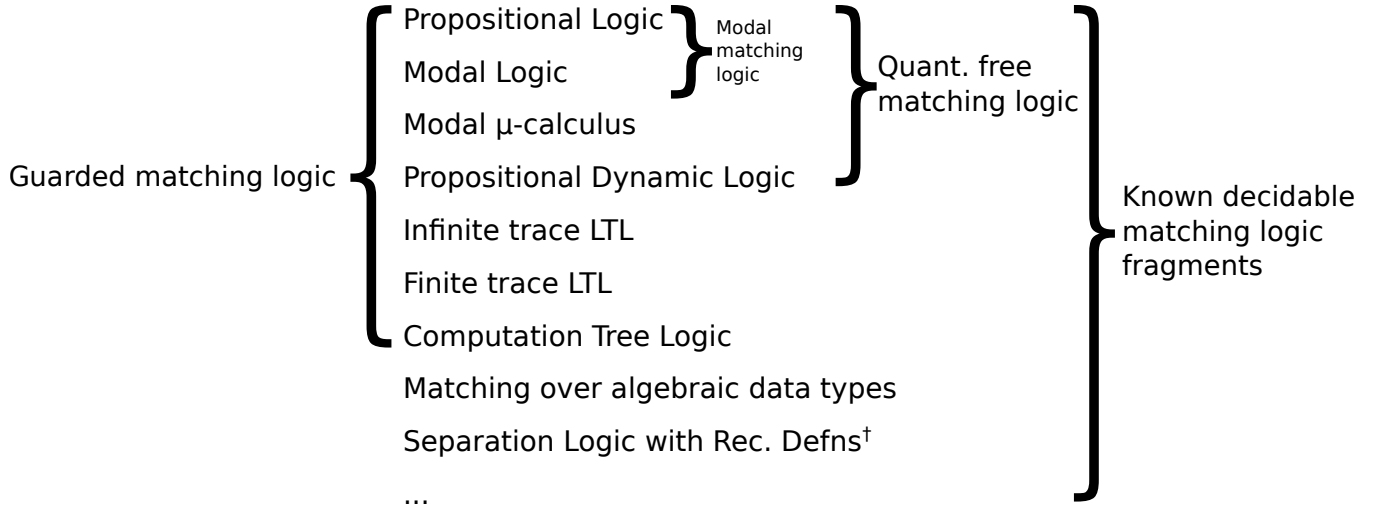 Propositional Logic
Modal
matching
logic
Modal Logic
Quant. free
matching logic
Modal μ-calculus
Guarded matching logic
Propositional Dynamic Logic
Known decidable
matching logic
fragments
Infinite trace LTL
Finite trace LTL
Computation Tree Logic
Matching over algebraic data types
Separation Logic with Rec. Defns†
...